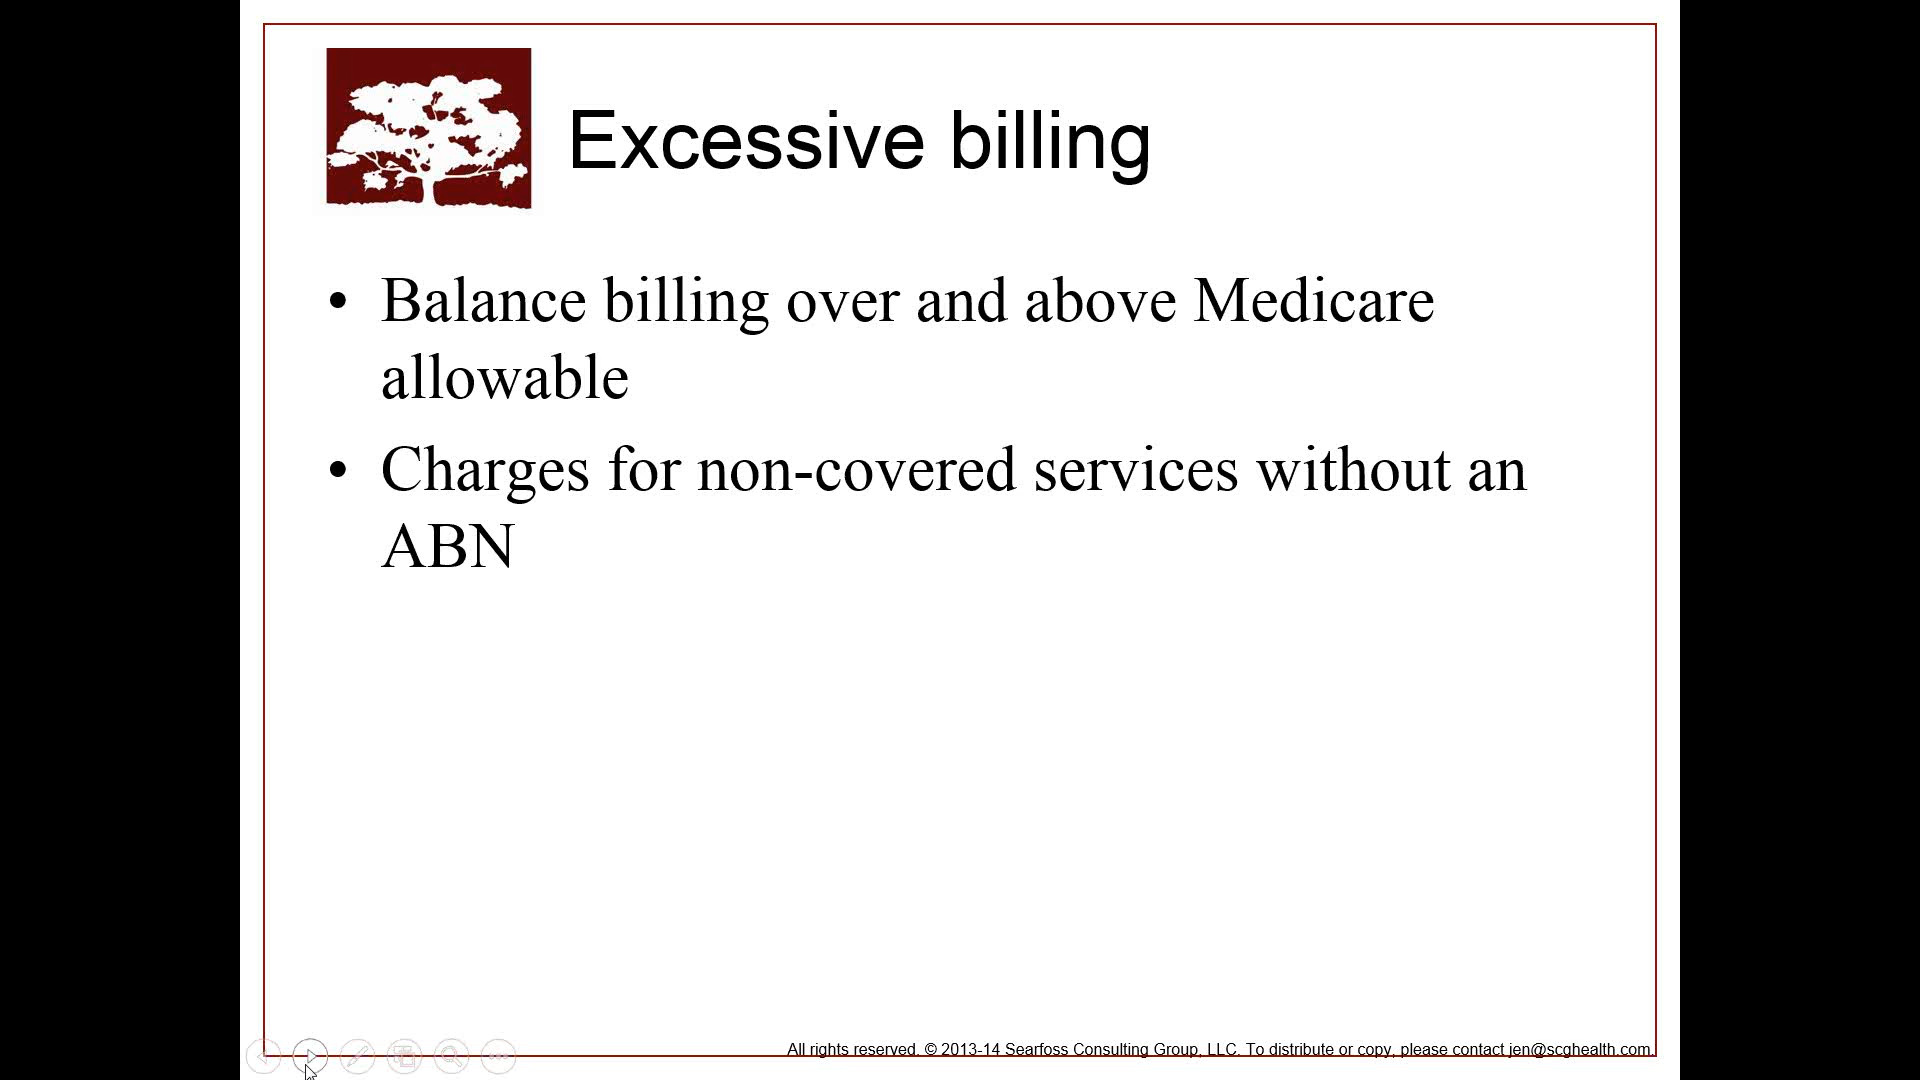 Excessive billing
• Balance billing over and above Medicare
allowable
• Charges for non-covered services without an
ABN
All rights reserved. © 2013-14 Searfoss Consulting Group, LLC. To distribute or copy, please contact jen@scghealth.com.